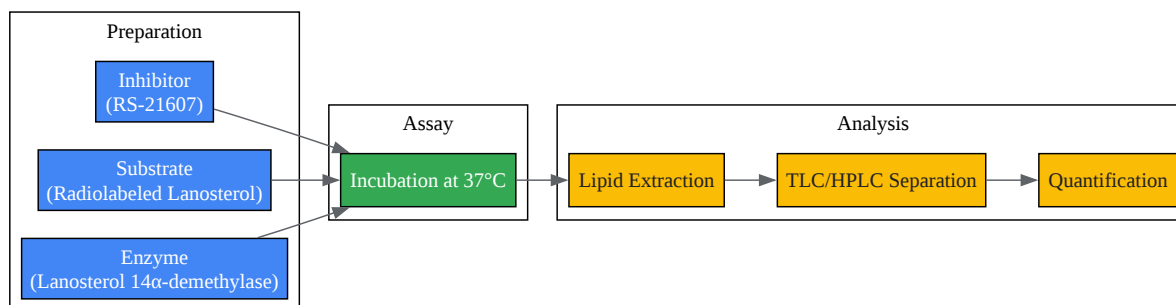 Preparation
Inhibitor
(RS-21607)
Substrate
(Radiolabeled Lanosterol)
Enzyme
(Lanosterol 14α-demethylase)
Assay
Incubation at 37°C
Analysis
Lipid Extraction
TLC/HPLC Separation
Quantification